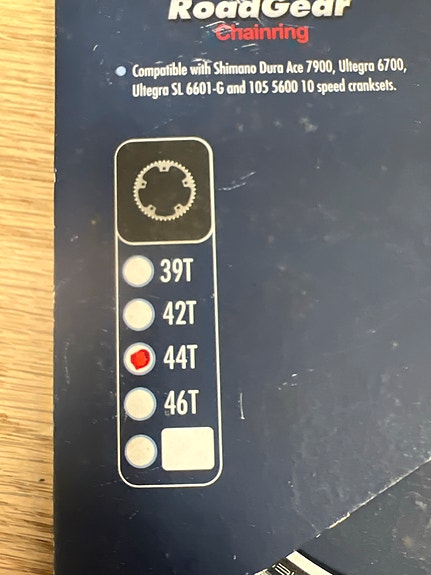 RoadGear
Chainring
Compatible with Shimano Dura Ace 7900, Ultegra 6700,
Ultegra SL 6601-G and 105 5600 10 speed cranksets.
39T
42T
44T
46T